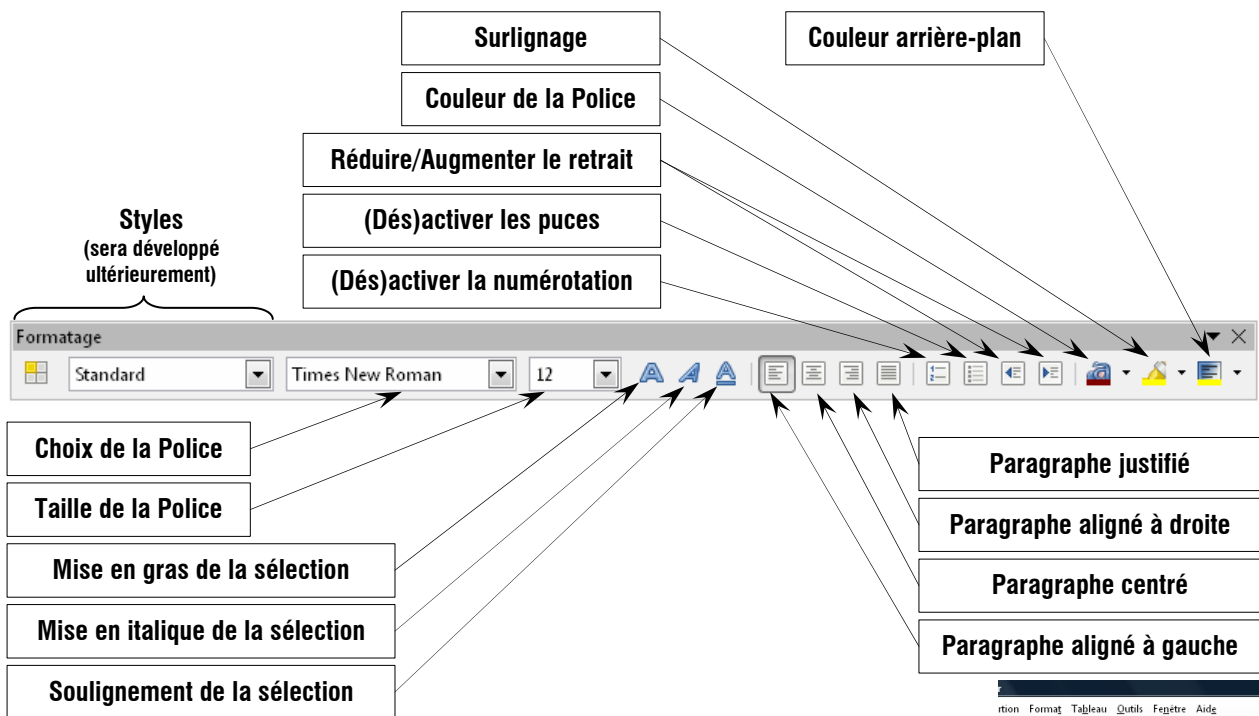 Surlignage
Couleur arrière-plan
Couleur de la Police
Réduire/Augmenter le retrait
(Dés)activer les puces
(Dés)activer la numérotation
Styles
(sera développé
ultérieurement)
Formatage
Standard
Times New Roman
12
Choix de la Police
Taille de la Police
Mise en gras de la sélection
Mise en italique de la sélection
Soulignement de la sélection
Paragraphe justifié
Paragraphe aligné à droite
Paragraphe centré
Paragraphe aligné à gauche
rtion Format Tableau Outils Fenêtre Aide